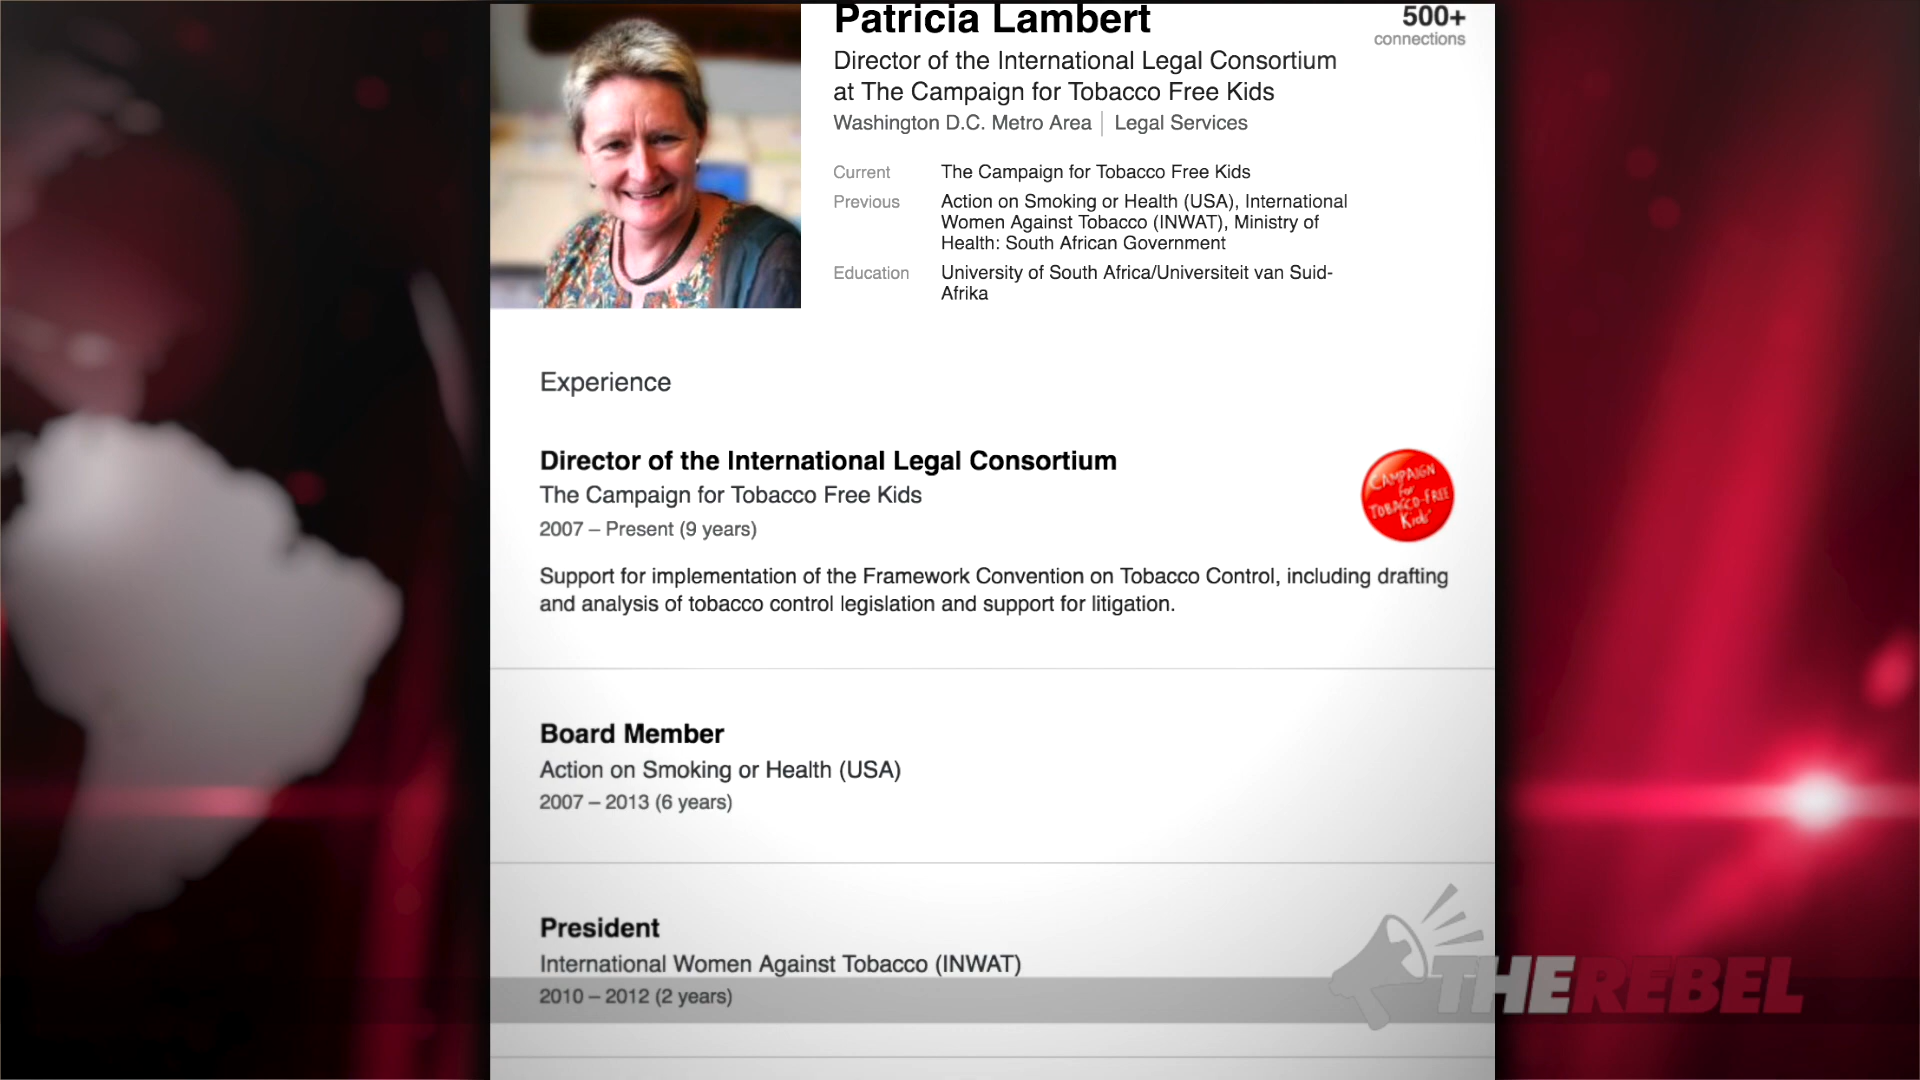 Patricia Lambert
500+
connections
Director of the International Legal Consortium
at The Campaign for Tobacco Free Kids
Washington D.C. Metro Area | Legal Services
Current The Campaign for Tobacco Free Kids
Previous Action on Smoking or Health (USA), International
Women Against Tobacco (INWAT), Ministry of
Health: South African Government
Education University of South Africa/Universiteit van Suid-
Afrika
Experience
Director of the International Legal Consortium
The Campaign for Tobacco Free Kids
2007 – Present (9 years)
CAMPAIGN
for
TOBACCO-FREE
Kids
Support for implementation of the Framework Convention on Tobacco Control, including drafting
and analysis of tobacco control legislation and support for litigation.
Board Member
Action on Smoking or Health (USA)
2007 – 2013 (6 years)
President
International Women Against Tobacco (INWAT)
2010 – 2012 (2 years)
THEREBEL